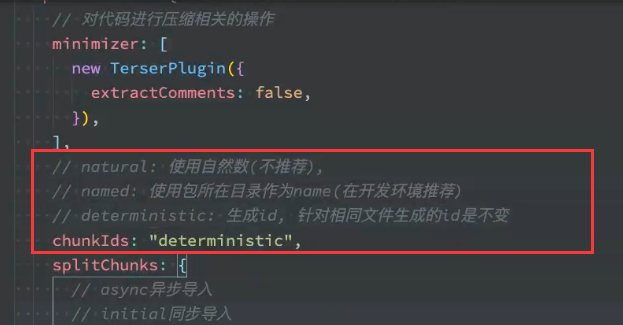 // 对代码进行压缩相关的操作
minimizer: [
new TerserPlugin({
extractComments: false,
}),
],
// natural: 使用自然数(不推荐),
// named: 使用包所在目录作为name(在开发环境推荐)
// deterministic: 生成id, 针对相同文件生成的id是不变
chunkIds: "deterministic",
splitChunks: {
// async异步导入
// initial同步导入